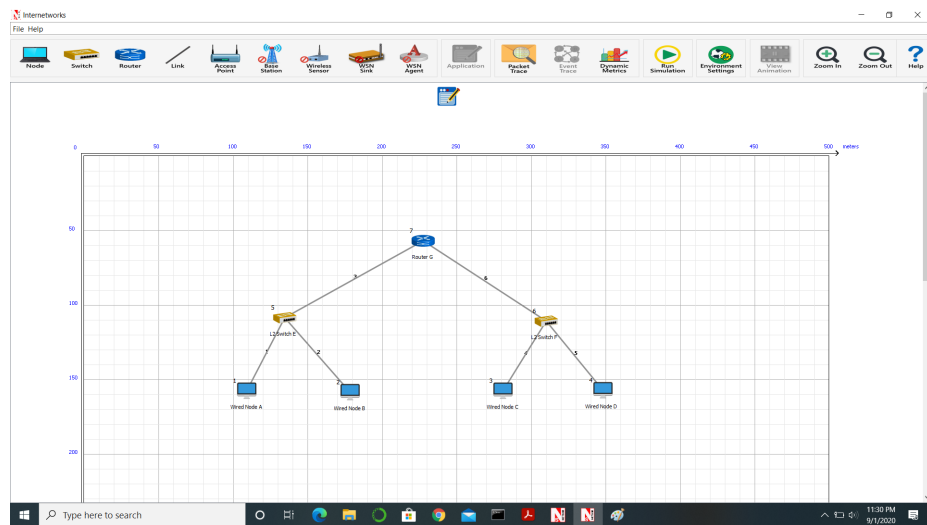 Internetworks
File Help
Node
Switch
Router
Link
Access
Point
Base
Station
Wireless
Sensor
WSN
Sink
WSN
Agent
Application
Packet
Trace
Event
Trace
Dynamic
Metrics
Run
Simulation
Environment
Settings
View
Animation
Zoom In
Zoom Out
Help
0 50 100 150 200 250 300 350 400 450 500 meters
50
7
Router G
3
6
100
5
L2 Switch E
6
L2 Switch F
1
2
4
5
150
1
2
3
4
Wired Node A
Wired Node B
Wired Node C
Wired Node D
200
Type here to search
11:30 PM
9/1/2020